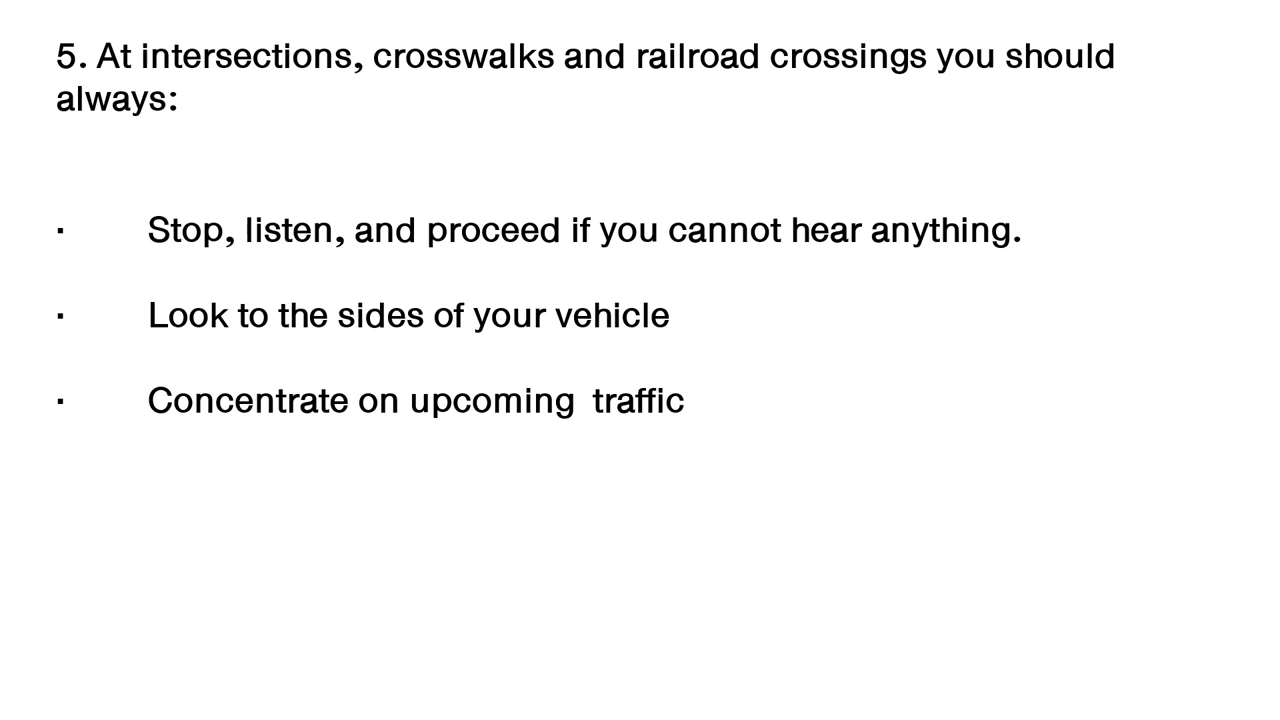 5. At intersections, crosswalks and railroad crossings you should
always:
· Stop, listen, and proceed if you cannot hear anything.
· Look to the sides of your vehicle
· Concentrate on upcoming  traffic